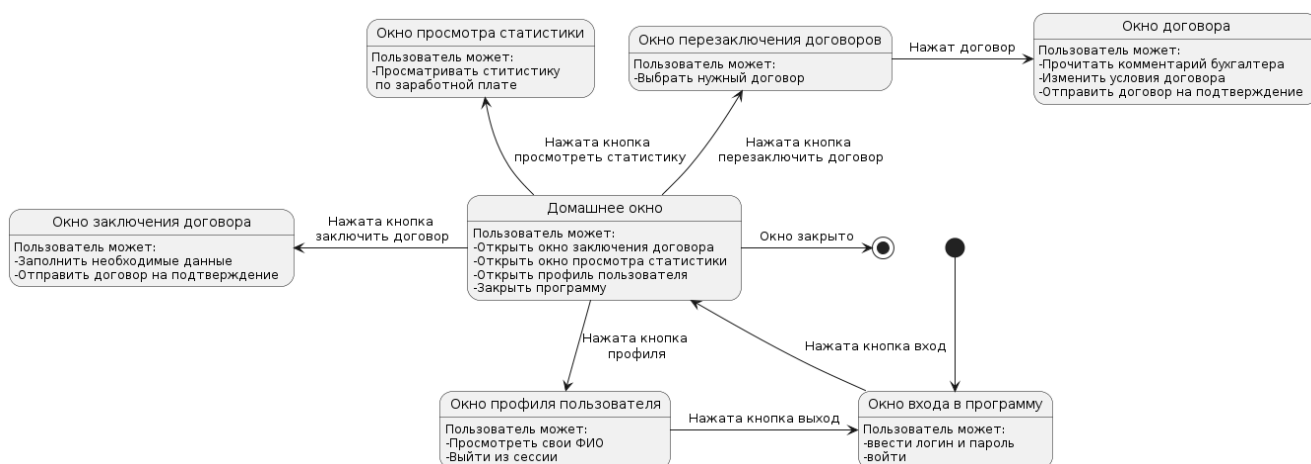 Окно просмотра статистики
Пользователь может:
-Просматривать ститистику
по заработной плате
Окно перезаключения договоров
Пользователь может:
-Выбрать нужный договор
Нажат договор
Окно договора
Пользователь может:
-Прочитать комментарий бухгалтера
-Изменить условия договора
-Отправить договор на подтверждение
Нажата кнопка
просмотреть статистику
Нажата кнопка
перезаключить договор
Окно заключения договора
Пользователь может:
-Заполнить необходимые данные
-Отправить договор на подтверждение
Нажата кнопка
заключить договор
Домашнее окно
Пользователь может:
-Открыть окно заключения договора
-Открыть окно просмотра статистики
-Открыть профиль пользователя
-Закрыть программу
Окно закрыто
Нажата кнопка
профиля
Нажата кнопка вход
Окно профиля пользователя
Пользователь может:
-Просмотреть свои ФИО
-Выйти из сессии
Нажата кнопка выход
Окно входа в программу
Пользователь может:
-ввести логин и пароль
-войти